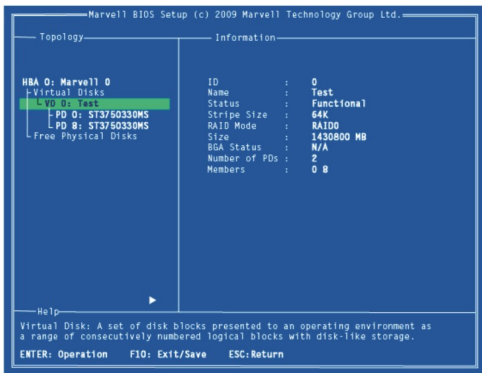 Marvell BIOS Setup (c) 2009 Marvell Technology Group Ltd.
Topology
HBA 0: Marvell 0
Virtual Disks
VD 0: Test
PD 0: ST3750330MS
PD 8: ST3750330MS
Free Physical Disks
Information
ID : 0
Name : Test
Status : Functional
Stripe Size : 64K
RAID Mode : RAID0
Size : 1430800 MB
BGA Status : N/A
Number of PDs : 2
Members : 0 8
Help
Virtual Disk: A set of disk blocks presented to an operating environment as
a range of consecutively numbered logical blocks with disk-like storage.
ENTER: Operation F10: Exit/Save ESC:Return